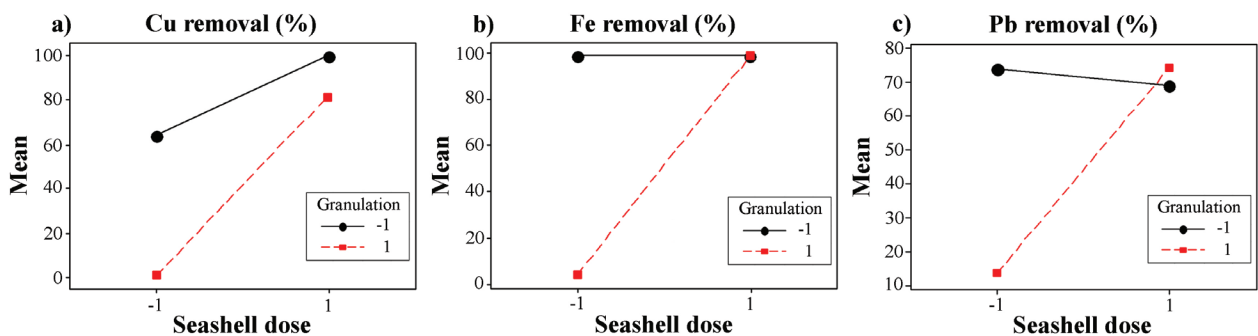 a) Cu removal (%)
100
80
60
40
20
0
Mean
-1 1
Seashell dose
Granulation
-1
1
b) Fe removal (%)
100
80
60
40
20
0
Mean
-1 1
Seashell dose
Granulation
-1
1
c) Pb removal (%)
80
70
60
50
40
30
20
10
Mean
-1 1
Seashell dose
Granulation
-1
1